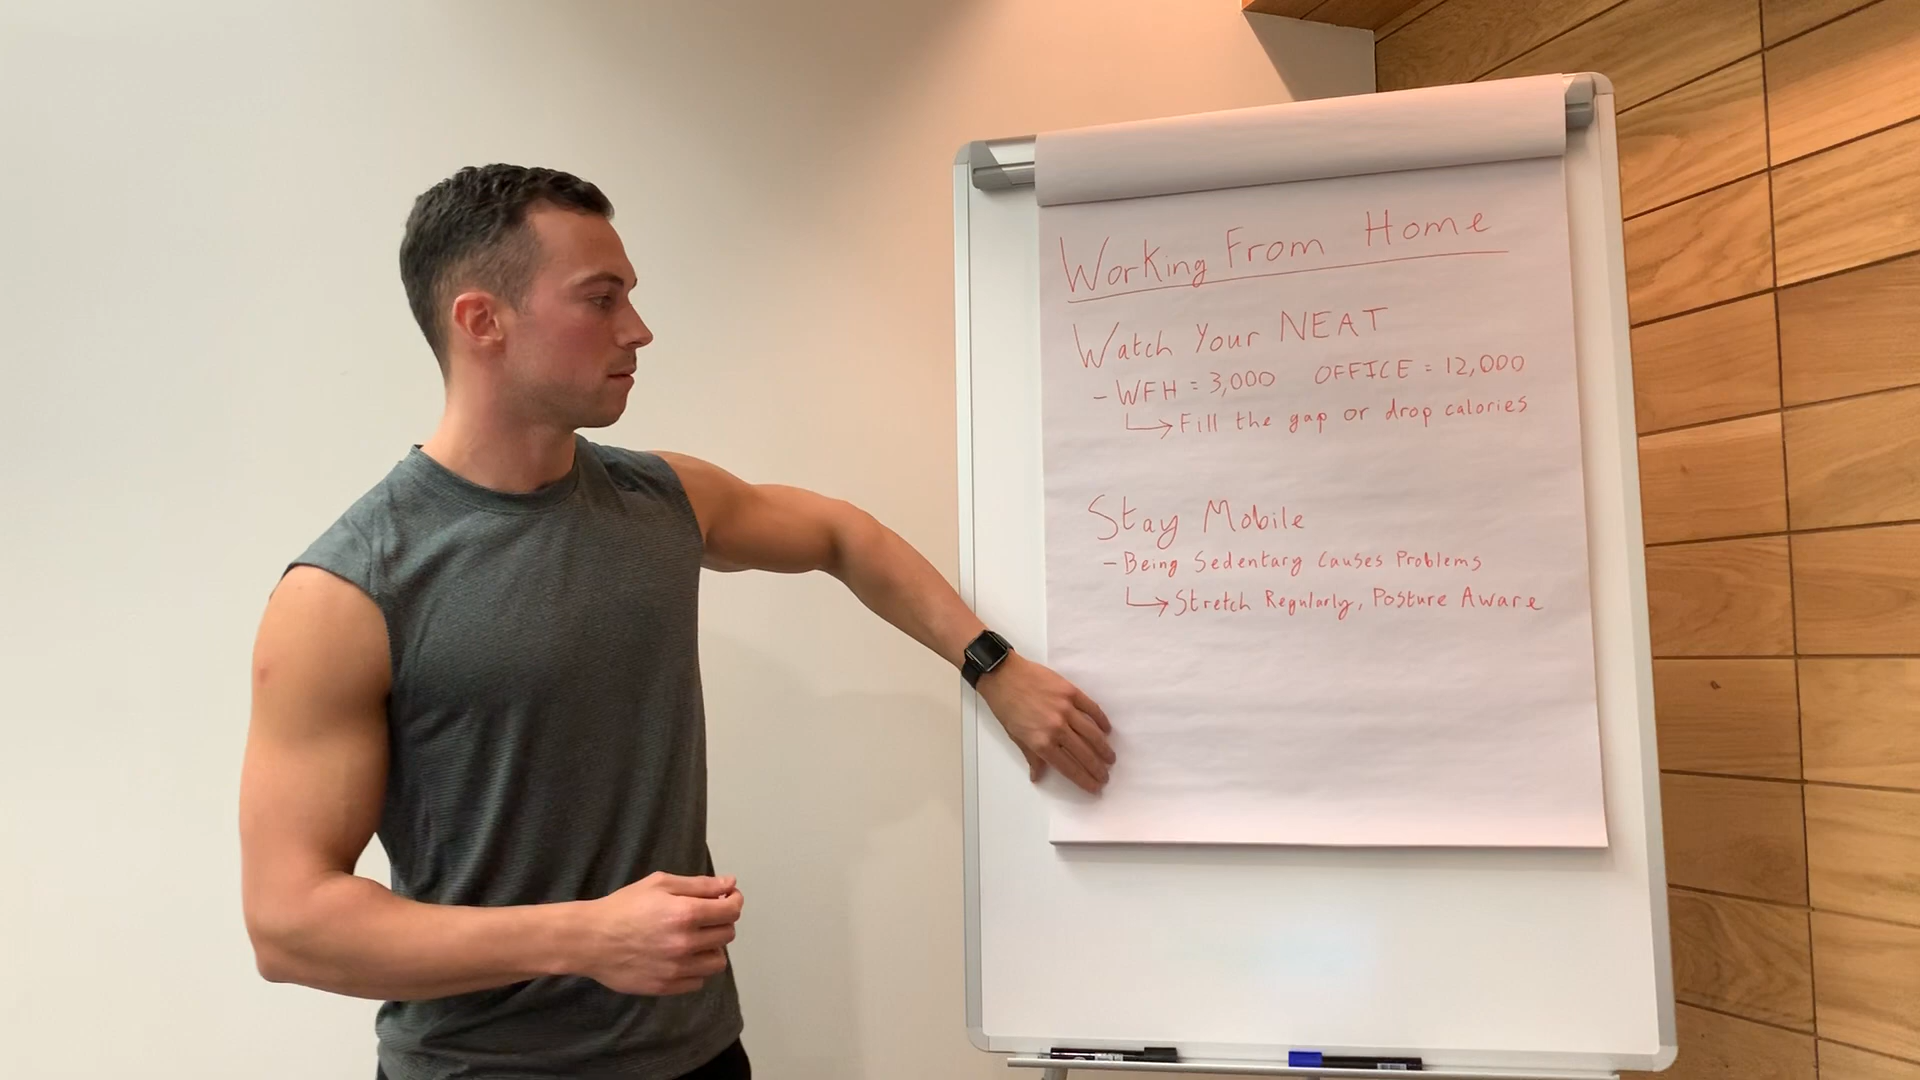 Working From Home
Watch Your NEAT
- WFH = 3,000 OFFICE = 12,000
↳ Fill the gap or drop calories
Stay Mobile
- Being Sedentary Causes Problems
↳ Stretch Regularly, Posture Aware